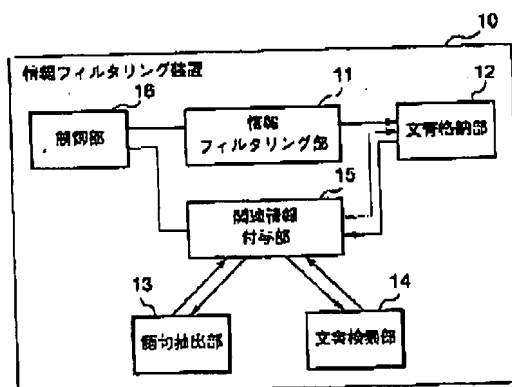 10
情報フィルタリング装置
16
制御部
11
情報
フィルタリング部
12
文書格納部
15
関連情報
付与部
13
語句抽出部
14
文書検索部